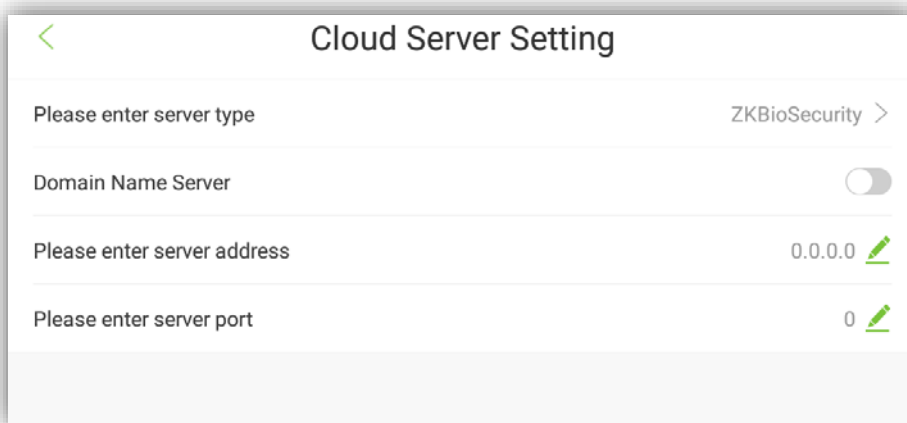 Cloud Server Setting
Please enter server type ZKBioSecurity
Domain Name Server
Please enter server address 0.0.0.0
Please enter server port 0